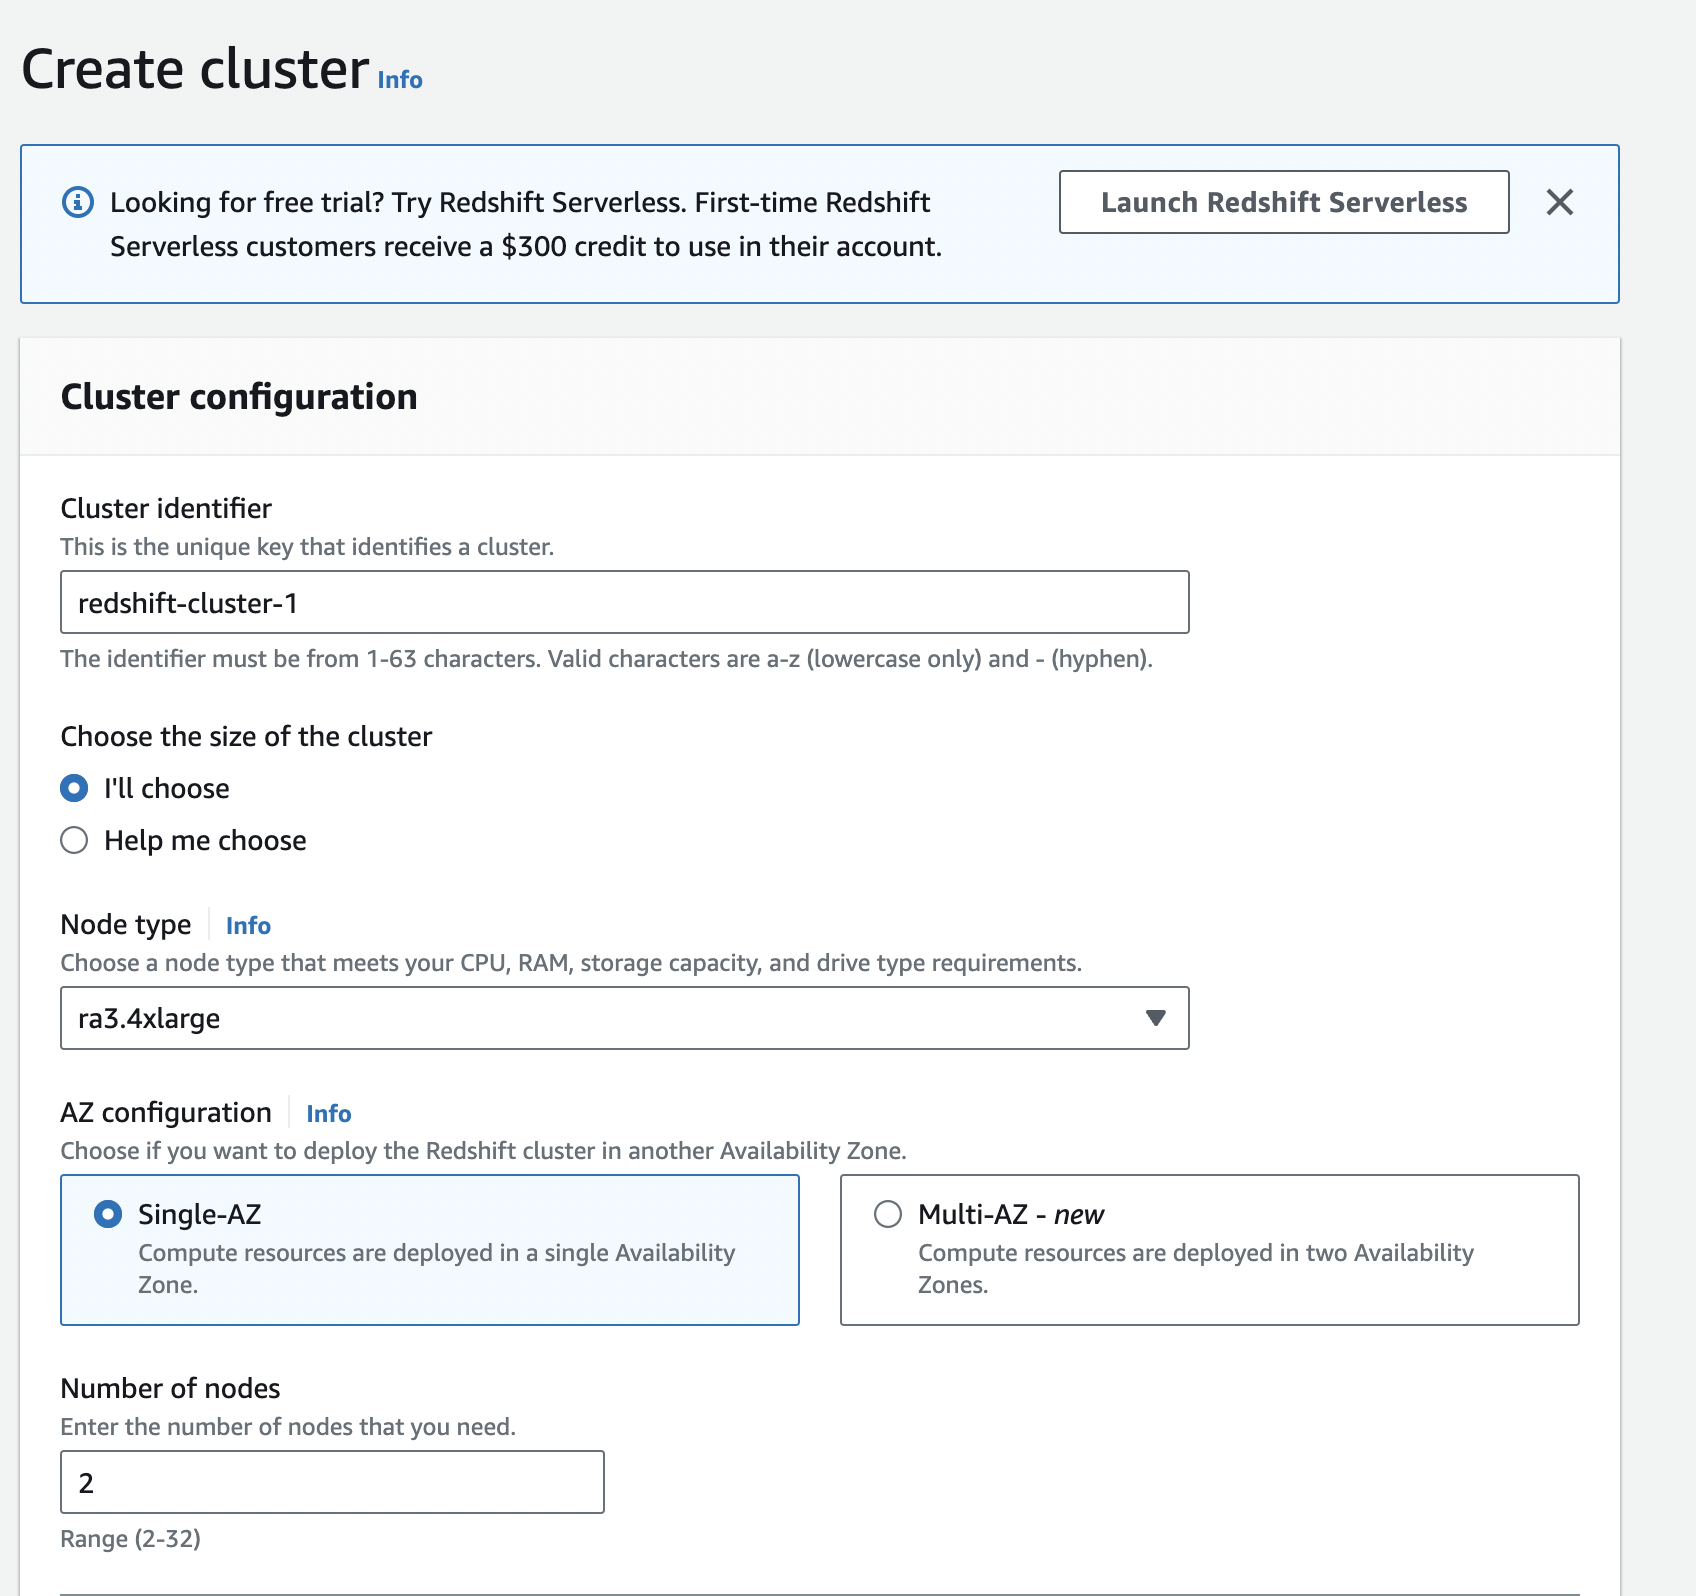 Create cluster Info
Looking for free trial? Try Redshift Serverless. First-time Redshift
Serverless customers receive a $300 credit to use in their account.
Launch Redshift Serverless
Cluster configuration
Cluster identifier
This is the unique key that identifies a cluster.
redshift-cluster-1
The identifier must be from 1-63 characters. Valid characters are a-z (lowercase only) and - (hyphen).
Choose the size of the cluster
I'll choose
Help me choose
Node type Info
Choose a node type that meets your CPU, RAM, storage capacity, and drive type requirements.
ra3.4xlarge
AZ configuration Info
Choose if you want to deploy the Redshift cluster in another Availability Zone.
Single-AZ
Compute resources are deployed in a single Availability
Zone.
Multi-AZ - new
Compute resources are deployed in two Availability
Zones.
Number of nodes
Enter the number of nodes that you need.
2
Range (2-32)